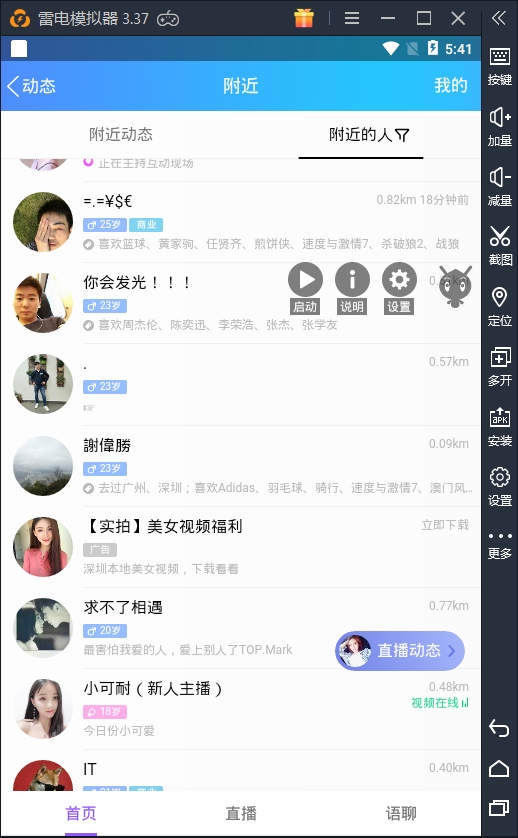 雷电模拟器 3.37
5:41
动态
附近
我的
附近动态
附近的人
正在主持互动现场
=.=¥$€
0.82km 18分钟前
25岁 商业
喜欢篮球、黄家驹、任贤齐、煎饼侠、速度与激情7、杀破狼2、战狼
你会发光！！！
23岁
喜欢周杰伦、陈奕迅、李荣浩、张杰、张学友
启动
说明
设置
.
0.57km
23岁
謝偉勝
0.09km
23岁
去过广州、深圳；喜欢Adidas、羽毛球、骑行、速度与激情7、澳门风...
【实拍】美女视频福利
立即下载
广告
深圳本地美女视频，下载看看
求不了相遇
0.77km
20岁
最害怕我爱的人，爱上别人了TOP.Mark
直播动态
小可耐（新人主播）
0.48km
18岁
视频在线
今日份小可爱
IT
0.40km
首页
直播
语聊
按键
加量
减量
截图
定位
多开
APK
安装
设置
更多